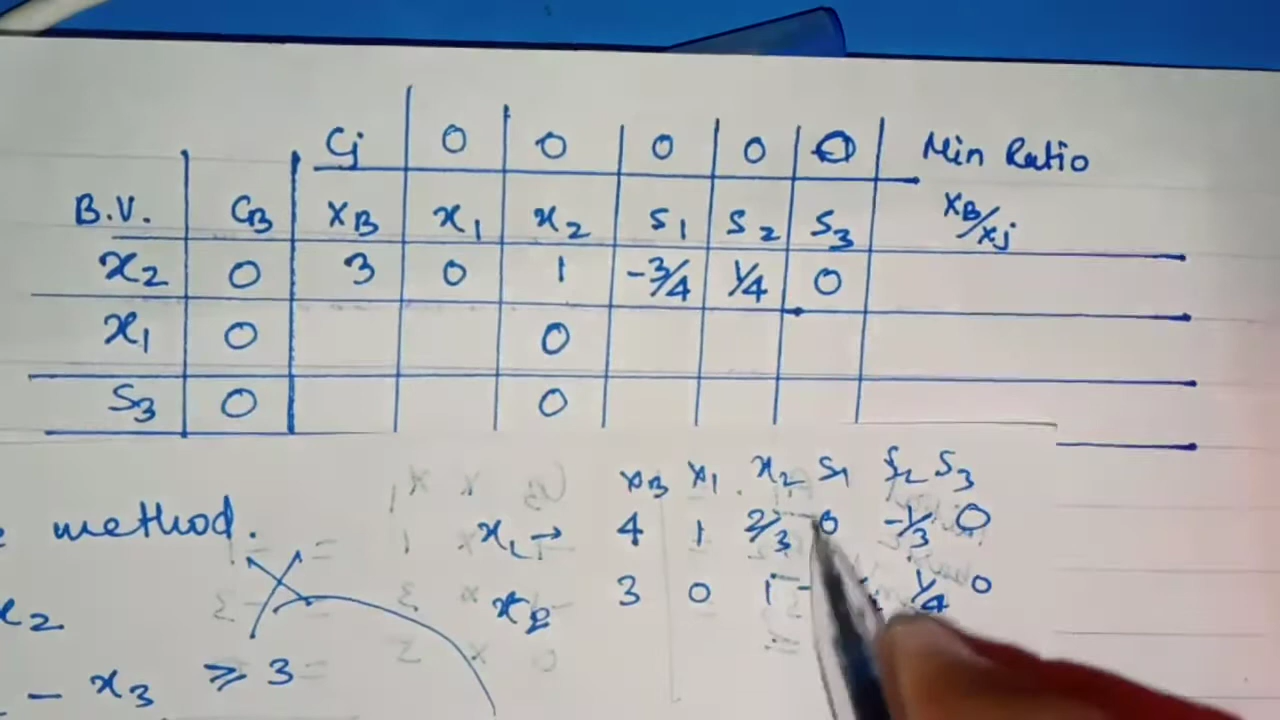 Cj 0 0 0 0 0 Min Ratio
B.V. CB XB x1 x2 s1 s2 s3 XB/xj
x2 0 3 0 1 -3/4 1/4 0
x1 0 0
s3 0 0
XB x1 x2 s1 s2 s3
method. x1 → 4 1 2/3 0 -1/3 0
x2 3 0 1 - 1/4 0
x2
- x3 ≥ 3